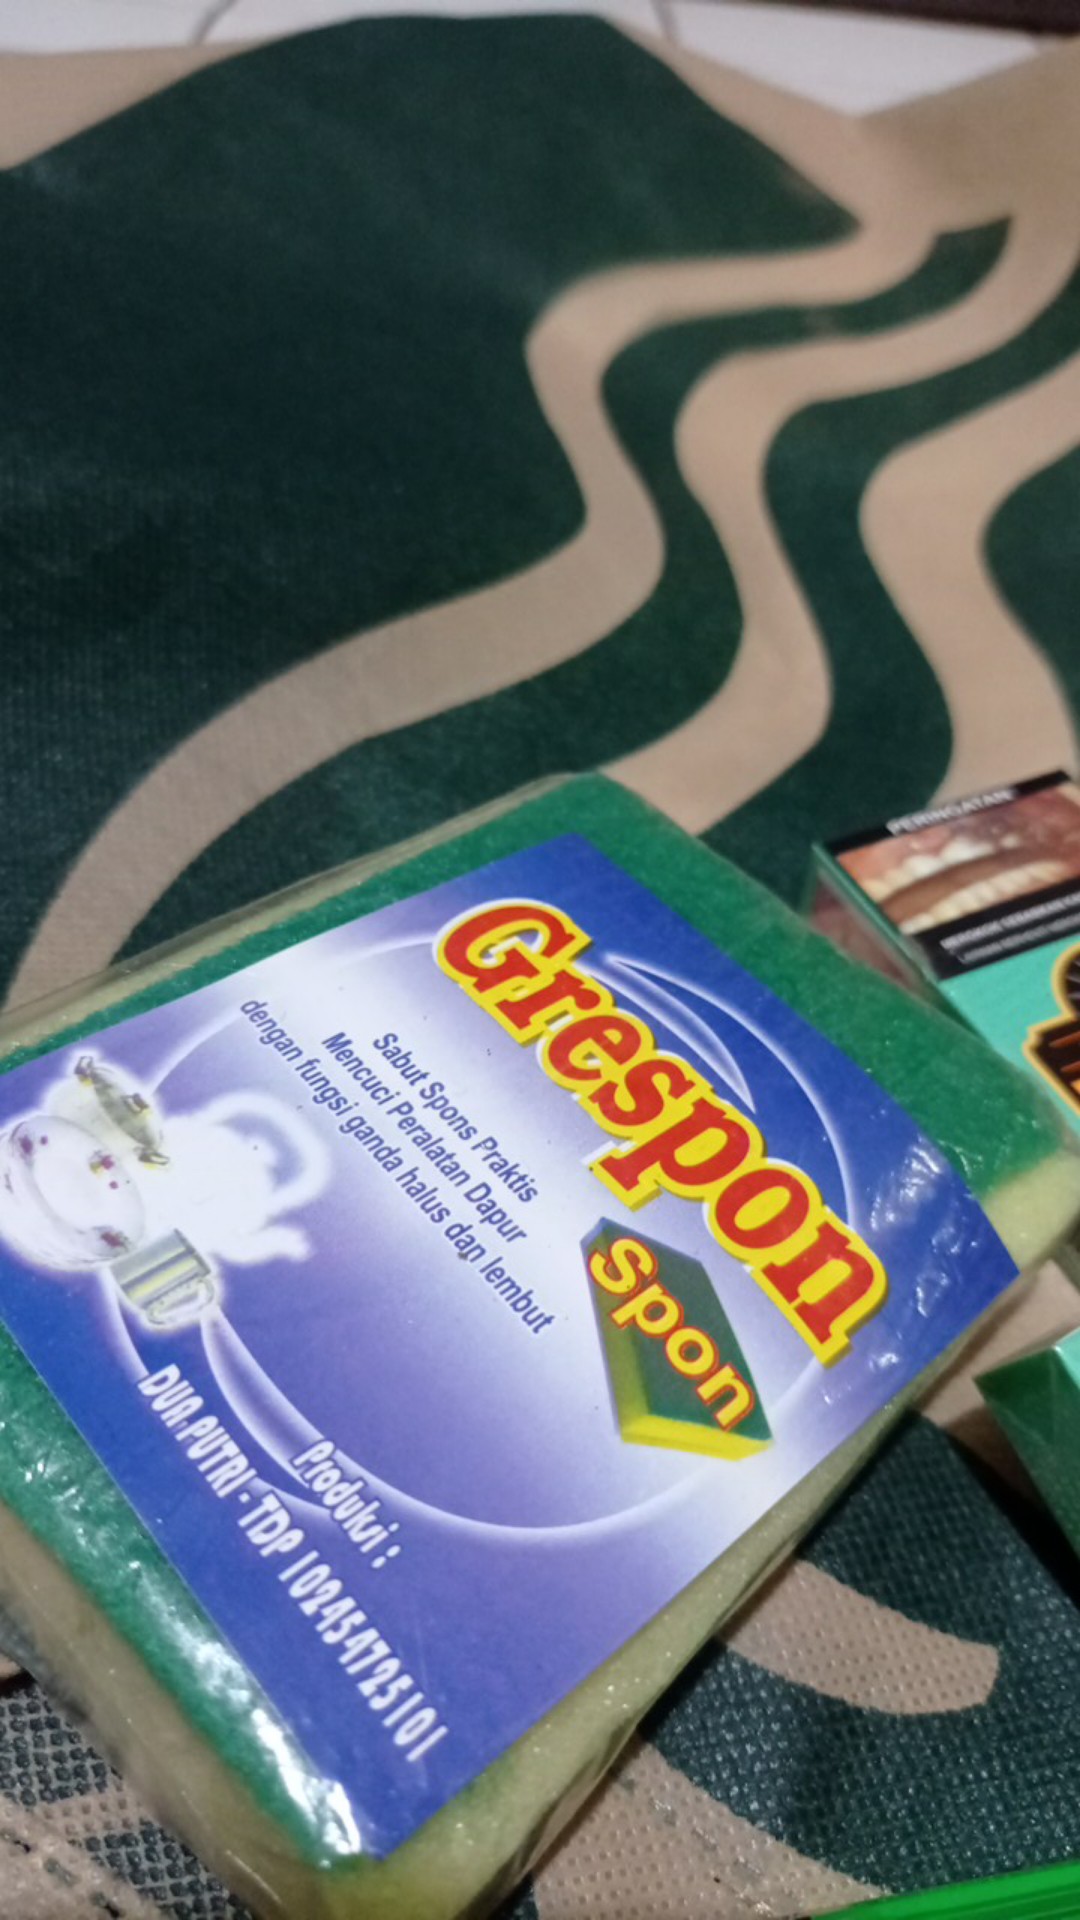 Grespon
Spon
Sabut Spons Praktis
Mencuci Peralatan Dapur
dengan fungsi ganda halus dan lembut
Produksi :
DUA.PUTRI - TDP 102454725101
PERINGATAN